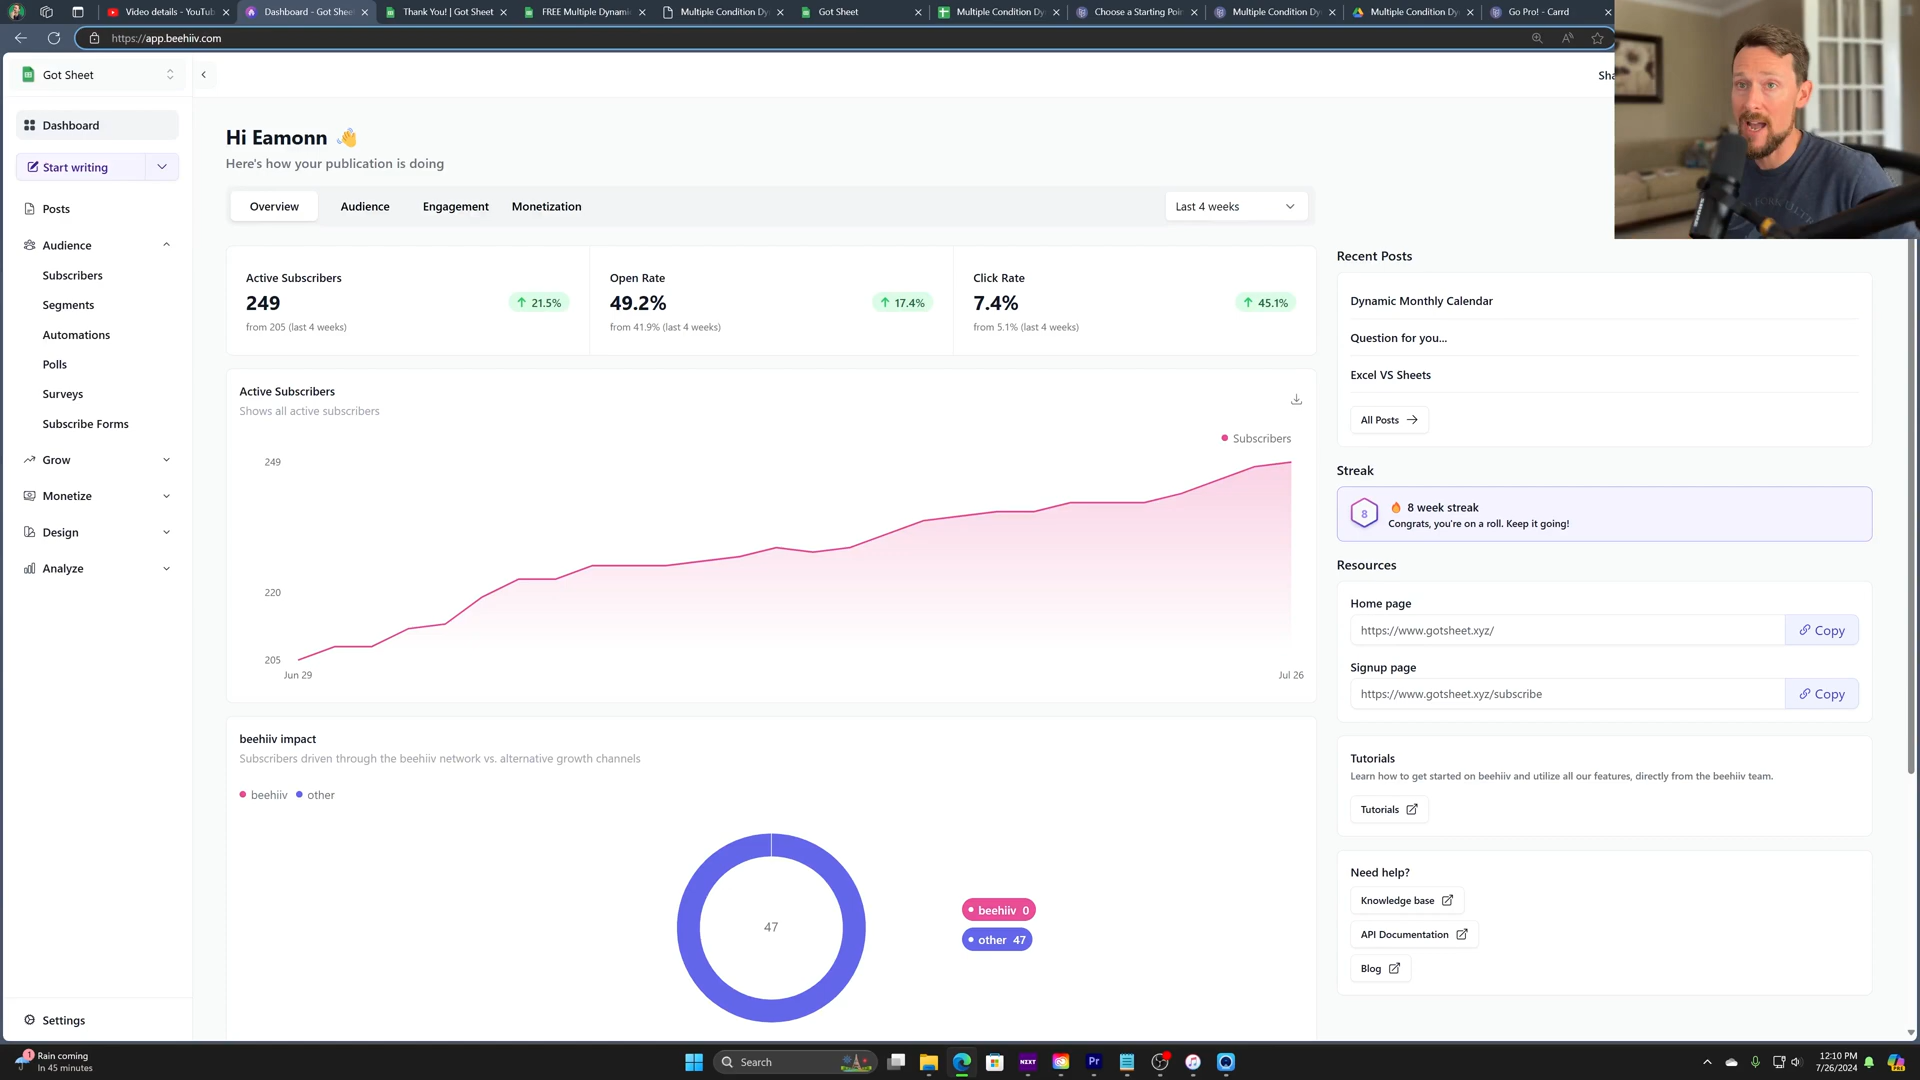 Video details - YouTub
Dashboard - Got Shee
Thank You! | Got Sheet
FREE Multiple Dynami
Multiple Condition Dy
Got Sheet
Multiple Condition Dy
Choose a Starting Poi
Multiple Condition Dy
Multiple Condition Dy
Go Pro! - Carrd
https://app.beehiiv.com
Got Sheet
Sha
Dashboard
Start writing
Posts
Audience
Subscribers
Segments
Automations
Polls
Surveys
Subscribe Forms
Grow
Monetize
Design
Analyze
Settings
Hi Eamonn 👋
Here's how your publication is doing
Overview
Audience
Engagement
Monetization
Last 4 weeks
Active Subscribers
249
21.5%
from 205 (last 4 weeks)
Open Rate
49.2%
17.4%
from 41.9% (last 4 weeks)
Click Rate
7.4%
45.1%
from 5.1% (last 4 weeks)
Active Subscribers
Shows all active subscribers
Subscribers
249
220
205
Jun 29
Jul 26
beehiiv impact
Subscribers driven through the beehiiv network vs. alternative growth channels
beehiiv
other
47
beehiiv 0
other 47
Recent Posts
Dynamic Monthly Calendar
Question for you...
Excel VS Sheets
All Posts
Streak
8
🔥 8 week streak
Congrats, you're on a roll. Keep it going!
Resources
Home page
https://www.gotsheet.xyz/
Copy
Signup page
https://www.gotsheet.xyz/subscribe
Copy
Tutorials
Learn how to get started on beehiiv and utilize all our features, directly from the beehiiv team.
Tutorials
Need help?
Knowledge base
API Documentation
Blog
1
Rain coming
In 45 minutes
Search
Pr
12:10 PM
7/26/2024